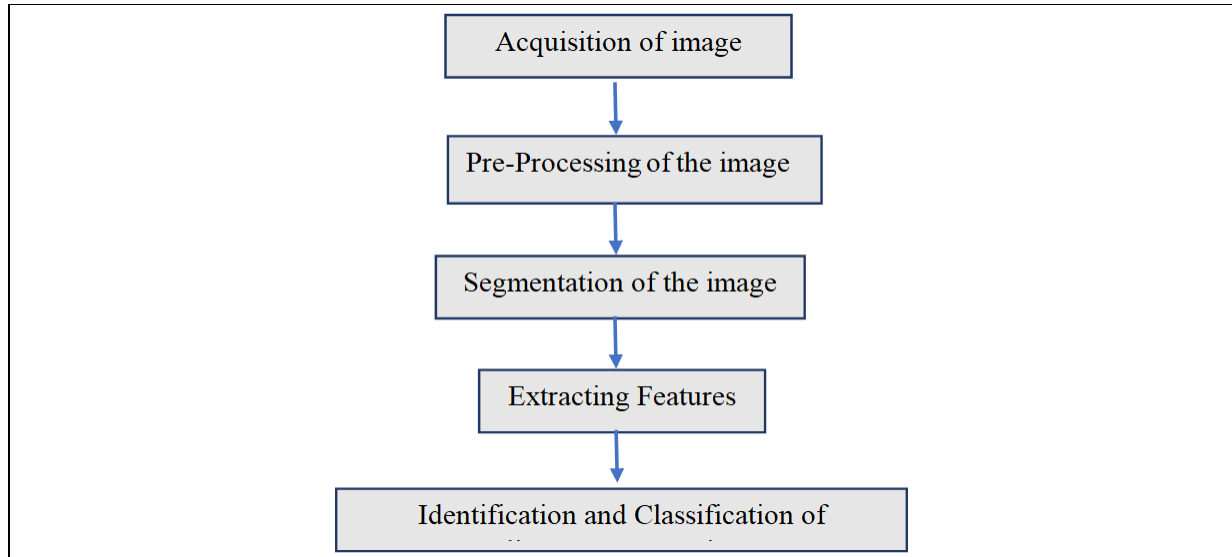 Acquisition of image
Pre-Processing of the image
Segmentation of the image
Extracting Features
Identification and Classification of